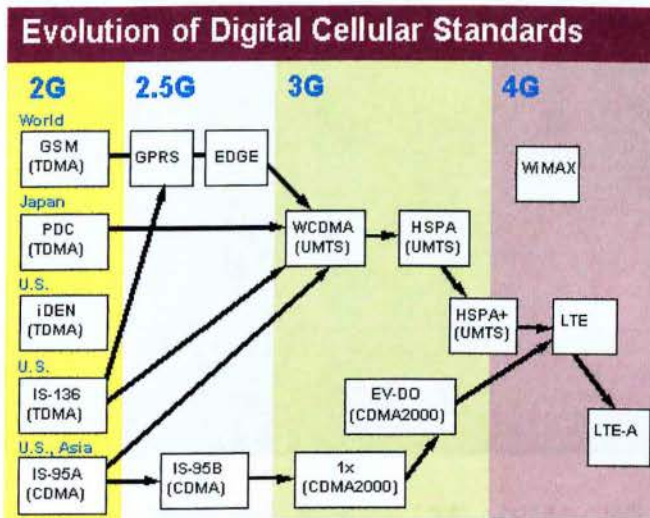 Evolution of Digital Cellular Standards
2G
2.5G
3G
4G
World
GSM
(TDMA)
GPRS
EDGE
WiMAX
Japan
PDC
(TDMA)
WCDMA
(UMTS)
HSPA
(UMTS)
U.S.
iDEN
(TDMA)
HSPA+
(UMTS)
LTE
U.S.
IS-136
(TDMA)
EV-DO
(CDMA2000)
LTE-A
U.S., Asia
IS-95A
(CDMA)
IS-95B
(CDMA)
1x
(CDMA2000)